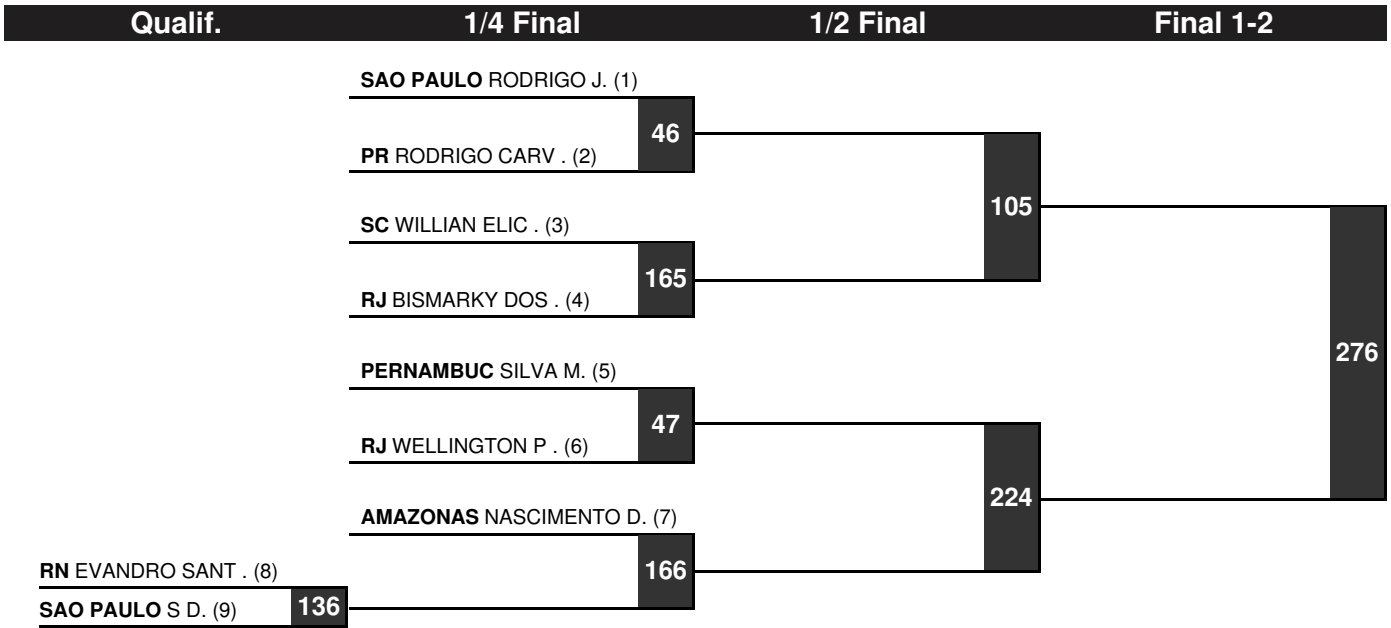 Qualif. 1/4 Final 1/2 Final Final 1-2
SAO PAULO RODRIGO J. (1)
46
PR RODRIGO CARV . (2)
105
SC WILLIAN ELIC . (3)
165
RJ BISMARKY DOS . (4)
276
PERNAMBUC SILVA M. (5)
47
RJ WELLINGTON P . (6)
224
AMAZONAS NASCIMENTO D. (7)
166
RN EVANDRO SANT . (8)
136
SAO PAULO S D. (9)